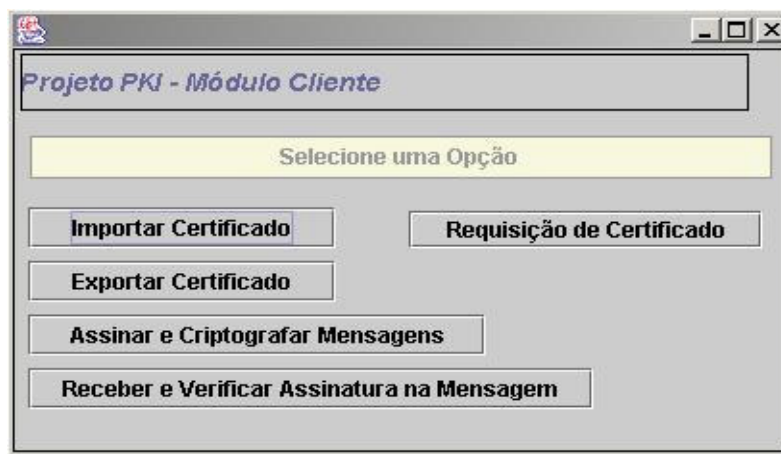 Projeto PKI - Módulo Cliente
Selecione uma Opção
Importar Certificado
Requisição de Certificado
Exportar Certificado
Assinar e Criptografar Mensagens
Receber e Verificar Assinatura na Mensagem